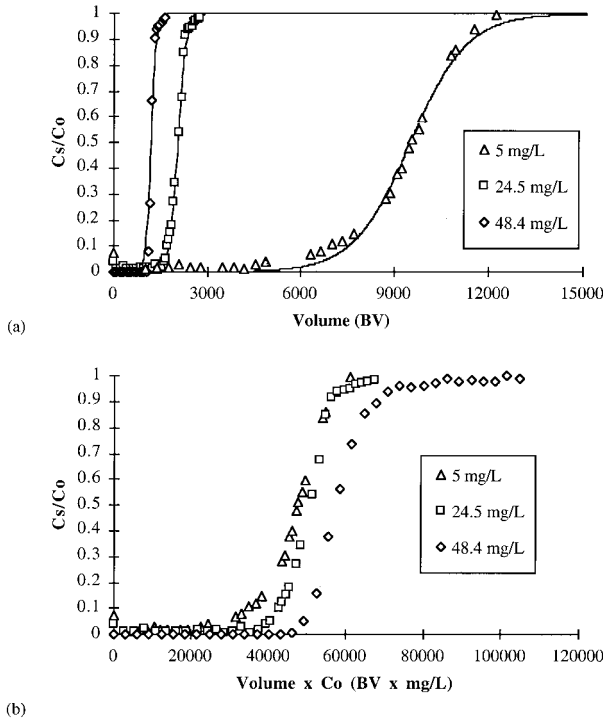 1
0.9
0.8
0.7
0.6
0.5
0.4
0.3
0.2
0.1
0
Cs/Co
0 3000 6000 9000 12000 15000
Volume (BV)
5 mg/L
24.5 mg/L
48.4 mg/L
(a)
1
0.9
0.8
0.7
0.6
0.5
0.4
0.3
0.2
0.1
0
Cs/Co
0 20000 40000 60000 80000 100000 120000
Volume x Co (BV x mg/L)
5 mg/L
24.5 mg/L
48.4 mg/L
(b)